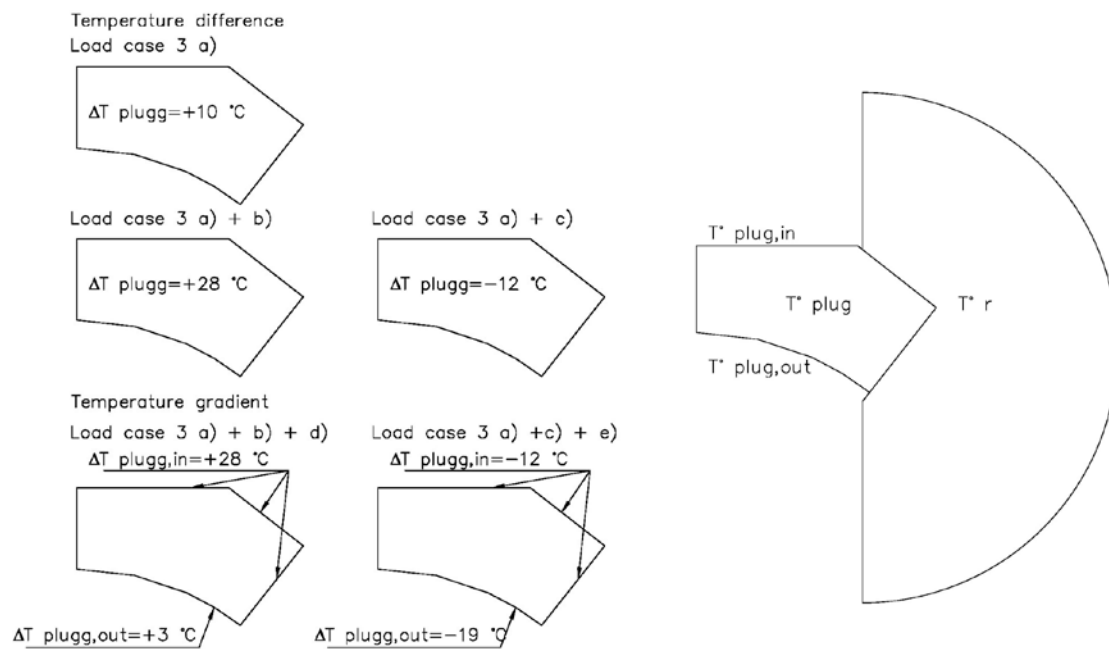 Temperature difference
Load case 3 a)
ΔT plugg=+10 °C
Load case 3 a) + b)
Load case 3 a) + c)
ΔT plugg=+28 °C
ΔT plugg=−12 °C
Temperature gradient
Load case 3 a) + b) + d)
Load case 3 a) +c) + e)
ΔT plugg,in=+28 °C
ΔT plugg,in=−12 °C
ΔT plugg,out=+3 °C
ΔT plugg,out=−19 °C
T° plug,in
T° plug
T° r
T° plug,out